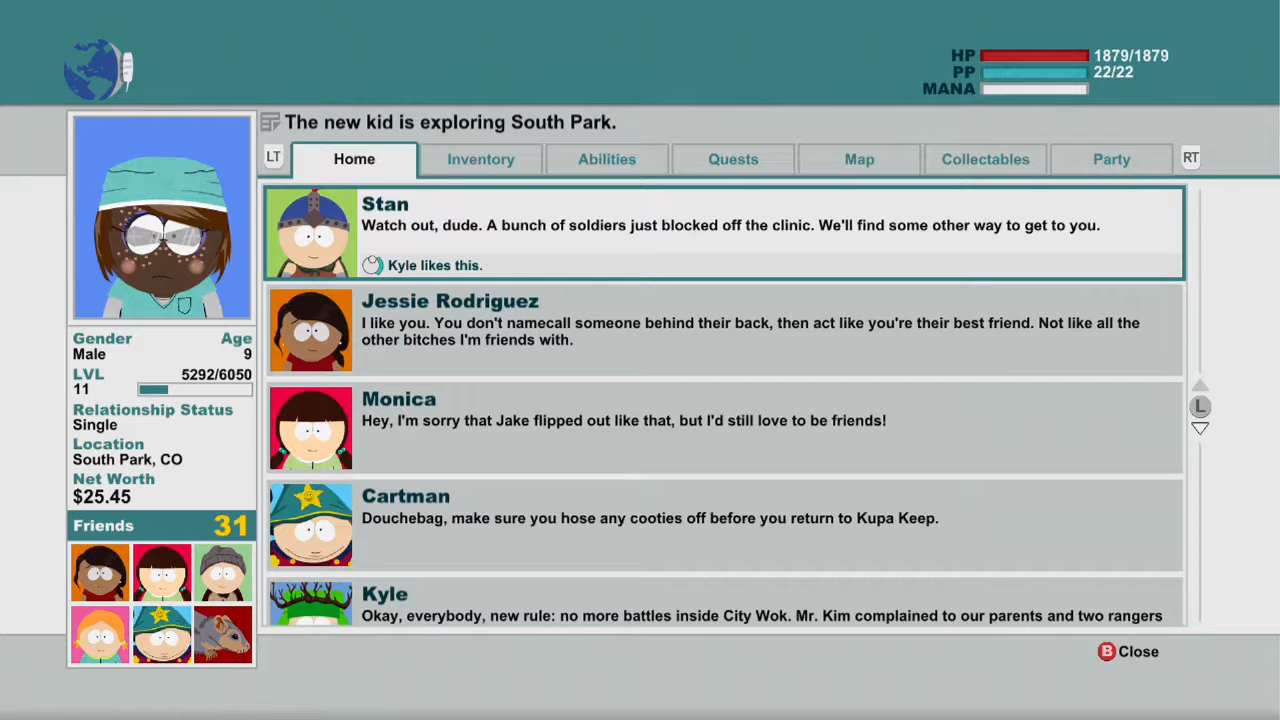 HP 1879/1879
PP 22/22
MANA
The new kid is exploring South Park.
LT Home Inventory Abilities Quests Map Collectables Party RT
Stan
Watch out, dude. A bunch of soldiers just blocked off the clinic. We'll find some other way to get to you.
Kyle likes this.
Jessie Rodriguez
I like you. You don't namecall someone behind their back, then act like you're their best friend. Not like all the
other bitches I'm friends with.
Monica
Hey, I'm sorry that Jake flipped out like that, but I'd still love to be friends!
Cartman
Douchebag, make sure you hose any cooties off before you return to Kupa Keep.
Kyle
Okay, everybody, new rule: no more battles inside City Wok. Mr. Kim complained to our parents and two rangers
Gender Age
Male 9
LVL 5292/6050
11
Relationship Status
Single
Location
South Park, CO
Net Worth
$25.45
Friends 31
L
B Close